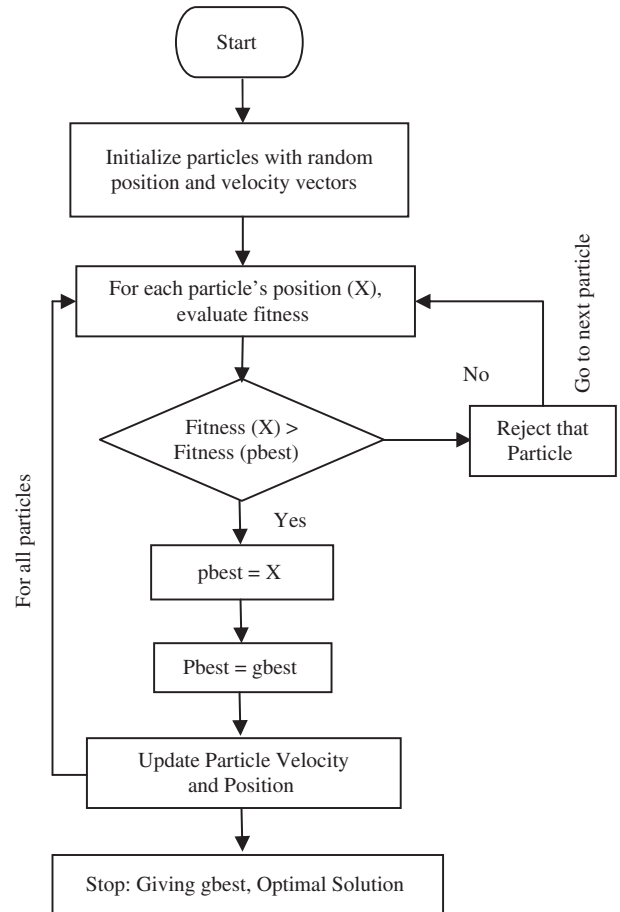 Start
Initialize particles with random
position and velocity vectors
For each particle's position (X),
evaluate fitness
Go to next particle
No
Fitness (X) >
Fitness (pbest)
Reject that
Particle
Yes
For all particles
pbest = X
Pbest = gbest
Update Particle Velocity
and Position
Stop: Giving gbest, Optimal Solution